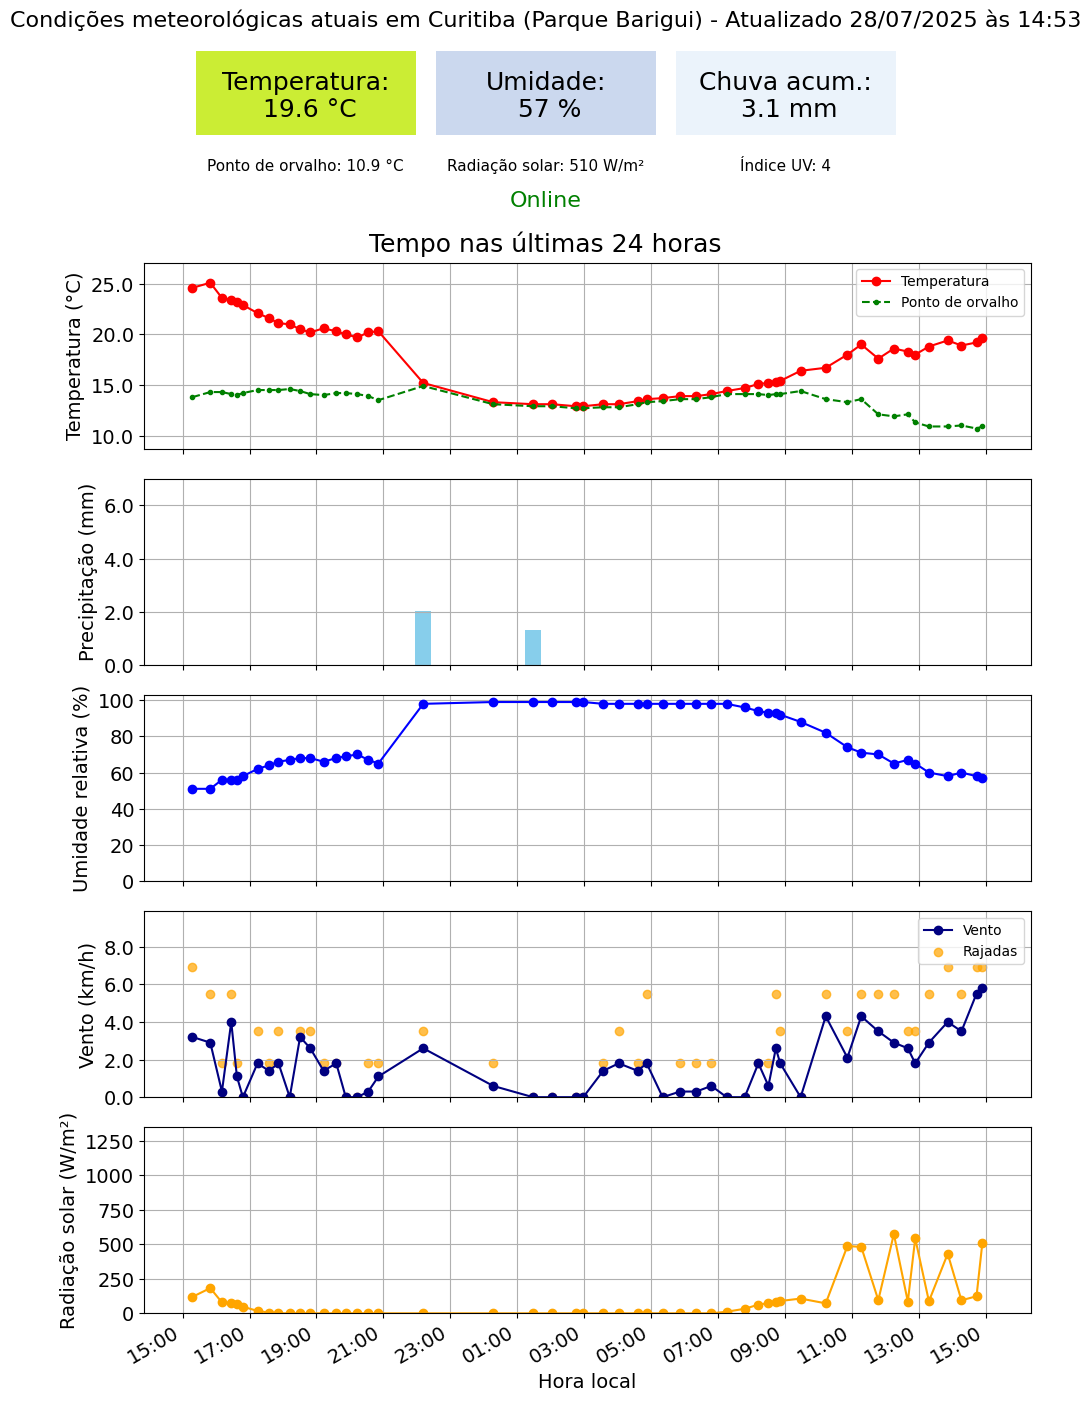 Condições meteorológicas atuais em Curitiba (Parque Barigui) - Atualizado 28/07/2025 às 14:53
Temperatura:
19.6 °C
Umidade:
57 %
Chuva acum.:
3.1 mm
Ponto de orvalho: 10.9 °C
Radiação solar: 510 W/m²
Índice UV: 4
Online
Tempo nas últimas 24 horas
Temperatura (°C)
25.0
20.0
15.0
10.0
Temperatura
Ponto de orvalho
Precipitação (mm)
6.0
4.0
2.0
0.0
Umidade relativa (%)
100
80
60
40
20
0
Vento (km/h)
8.0
6.0
4.0
2.0
0.0
Vento
Rajadas
Radiação solar (W/m²)
1250
1000
750
500
250
0
15:00
17:00
19:00
21:00
23:00
01:00
03:00
05:00
07:00
09:00
11:00
13:00
15:00
Hora local